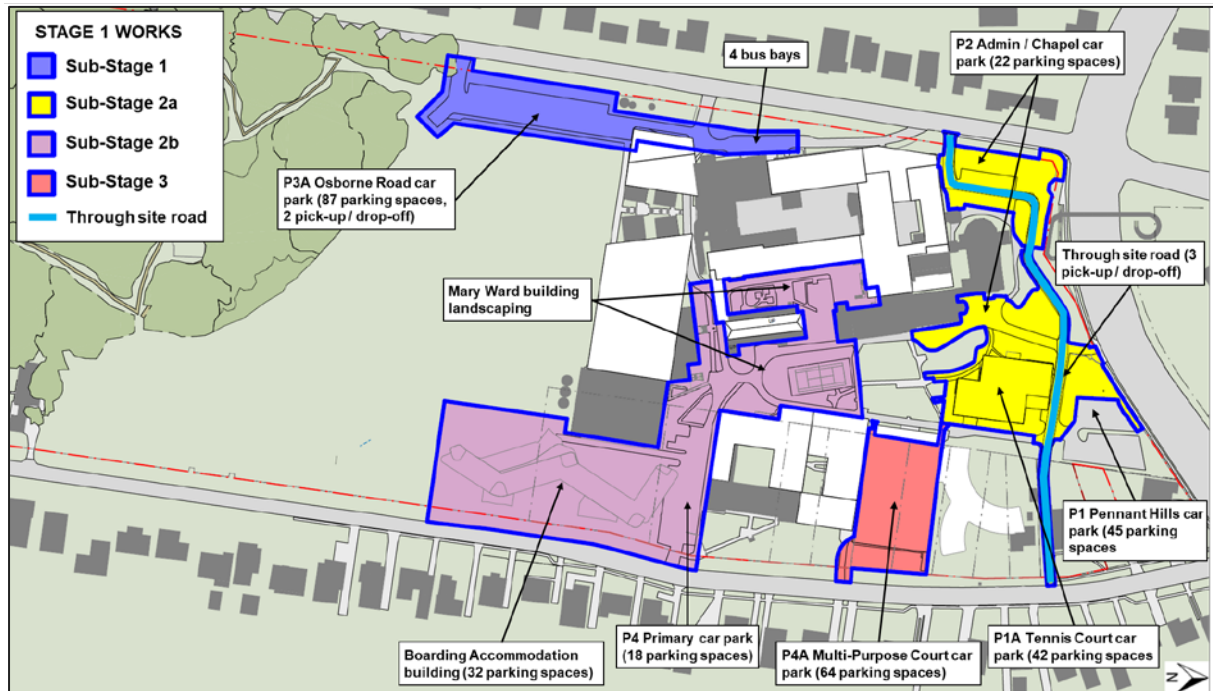 STAGE 1 WORKS
Sub-Stage 1
Sub-Stage 2a
Sub-Stage 2b
Sub-Stage 3
Through site road
4 bus bays
P2 Admin / Chapel car
park (22 parking spaces)
P3A Osborne Road car
park (87 parking spaces,
2 pick-up / drop-off)
Through site road (3
pick-up / drop-off)
Mary Ward building
landscaping
P1 Pennant Hills car
park (45 parking
spaces
Boarding Accommodation
building (32 parking spaces)
P4 Primary car park
(18 parking spaces)
P4A Multi-Purpose Court car
park (64 parking spaces)
P1A Tennis Court car
park (42 parking spaces
N